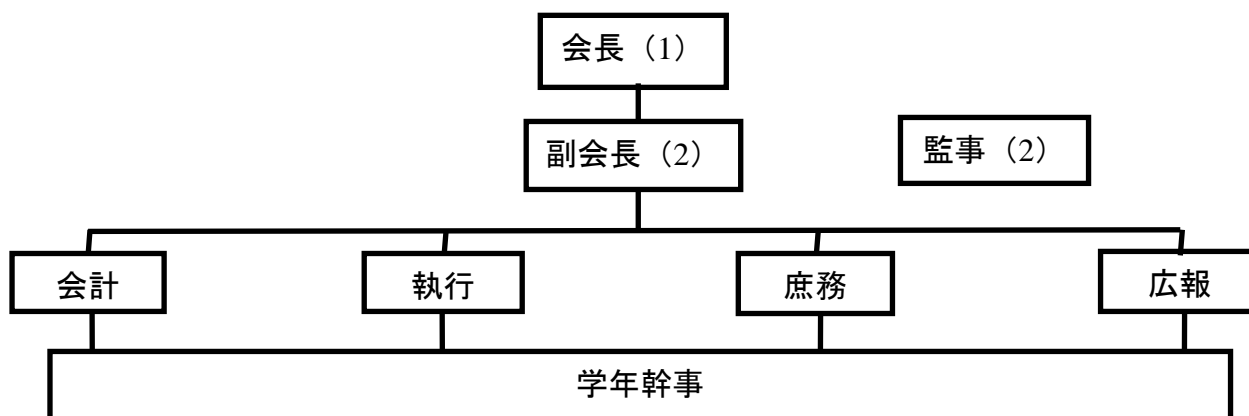 会長（1）
副会長（2）
監事（2）
会計
執行
庶務
広報
学年幹事